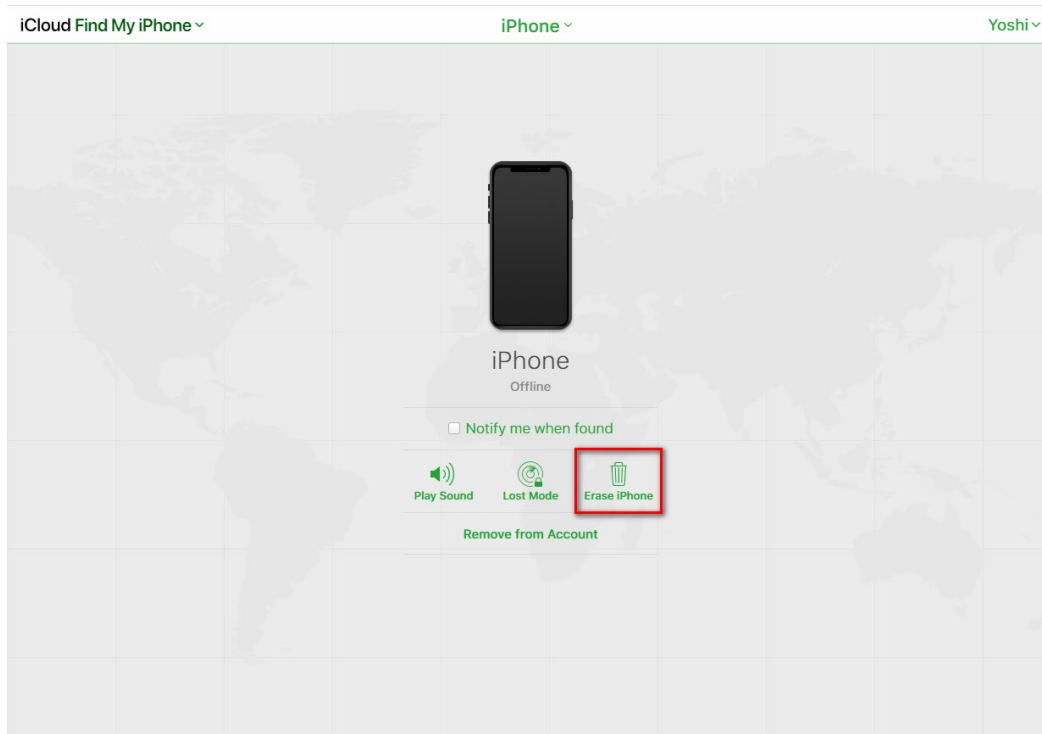 iCloud Find My iPhone
iPhone
Yoshi
iPhone
Offline
Notify me when found
Play Sound
Lost Mode
Erase iPhone
Remove from Account